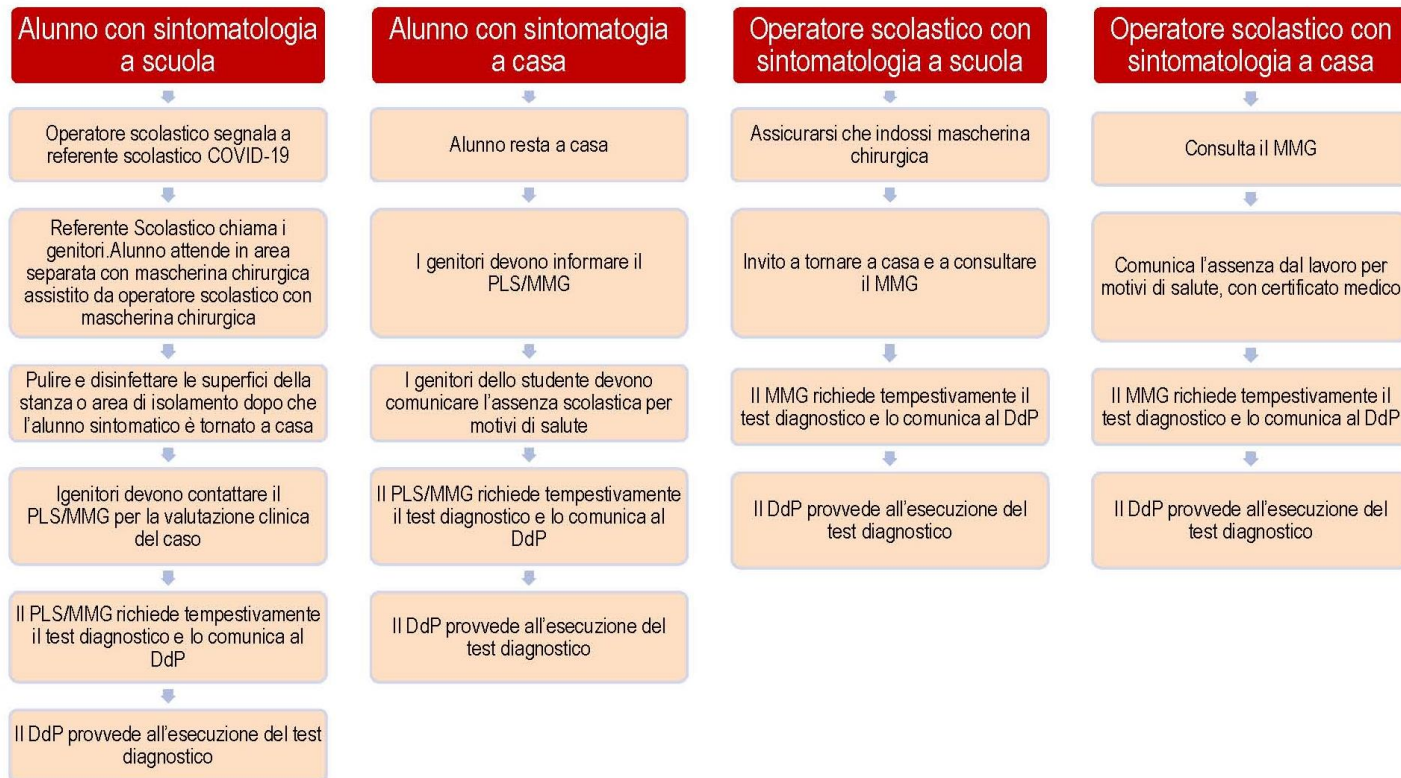 Alunno con sintomatologia
a scuola
Operatore scolastico segnala a
referente scolastico COVID-19
Referente Scolastico chiama i
genitori.Alunno attende in area
separata con mascherina chirurgica
assistito da operatore scolastico con
mascherina chirurgica
Pulire e disinfettare le superfici della
stanza o area di isolamento dopo che
l'alunno sintomatico è tornato a casa
Igenitori devono contattare il
PLS/MMG per la valutazione clinica
del caso
Il PLS/MMG richiede tempestivamente
il test diagnostico e lo comunica al
DdP
Il DdP provvede all'esecuzione del test
diagnostico
Alunno con sintomatogia
a casa
Alunno resta a casa
I genitori devono informare il
PLS/MMG
I genitori dello studente devono
comunicare l'assenza scolastica per
motivi di salute
Il PLS/MMG richiede tempestivamente
il test diagnostico e lo comunica al
DdP
Il DdP provvede all'esecuzione del
test diagnostico
Operatore scolastico con
sintomatologia a scuola
Assicurarsi che indossi mascherina
chirurgica
Invito a tornare a casa e a consultare
il MMG
Il MMG richiede tempestivamente il
test diagnostico e lo comunica al DdP
Il DdP provvede all'esecuzione del
test diagnostico
Operatore scolastico con
sintomatologia a casa
Consulta il MMG
Comunica l'assenza dal lavoro per
motivi di salute, con certificato medico
Il MMG richiede tempestivamente il
test diagnostico e lo comunica al DdP
Il DdP provvede all'esecuzione del
test diagnostico